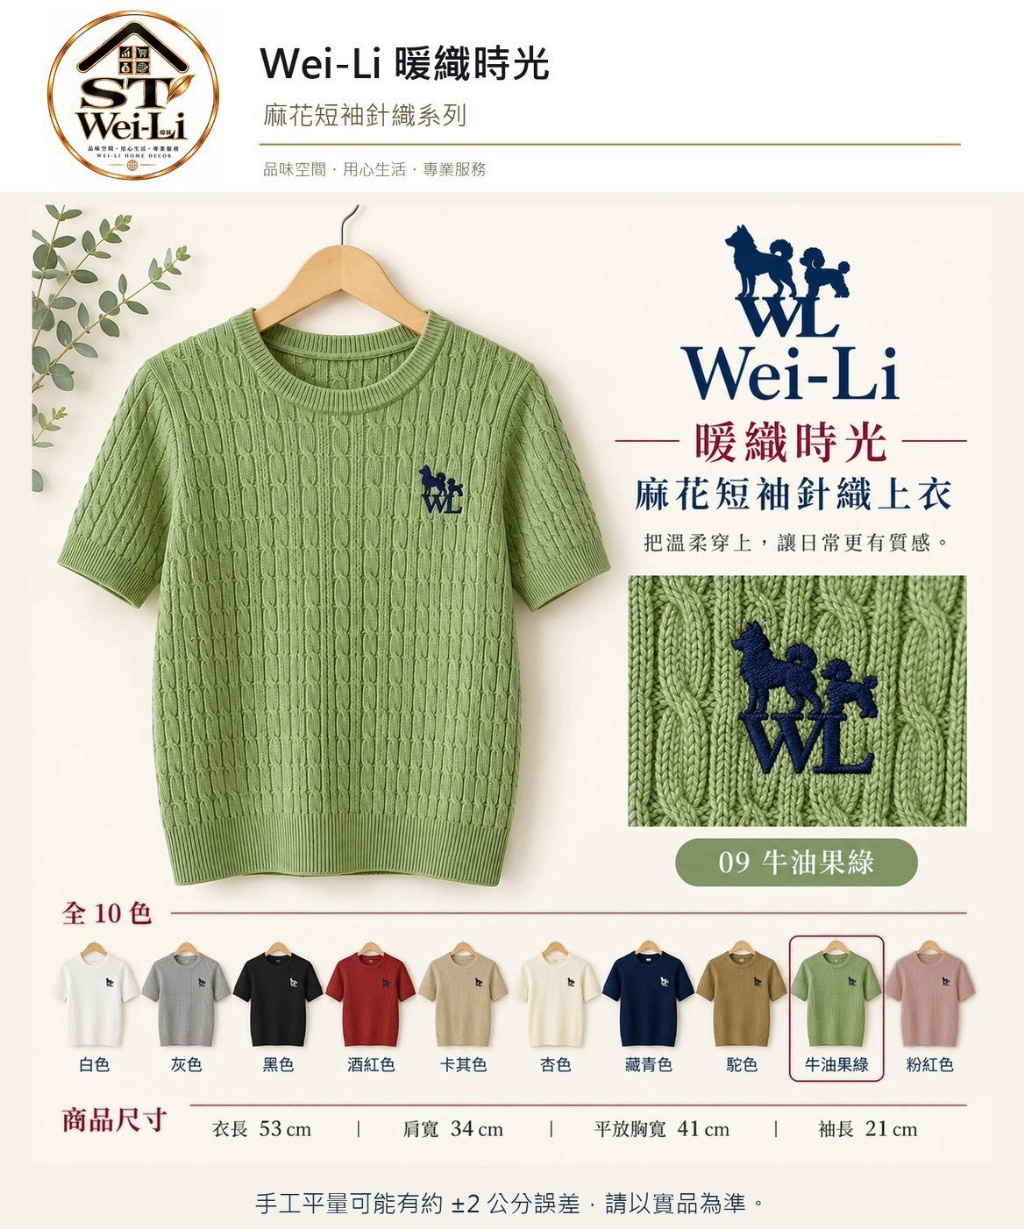 ST
Wei-Li
品味空間・用心生活・專業服務
WEI-LI HOME DECOR
Wei-Li 暖織時光
麻花短袖針織系列
品味空間・用心生活・專業服務
WL
Wei-Li
暖織時光
麻花短袖針織上衣
把溫柔穿上，讓日常更有質感。
WL
WL
09 牛油果綠
全 10 色
白色 灰色 黑色 酒紅色 卡其色 杏色 藏青色 駝色 牛油果綠 粉紅色
商品尺寸 衣長 53 cm | 肩寬 34 cm | 平放胸寬 41 cm | 袖長 21 cm
手工平量可能有約 ±2 公分誤差．請以實品為準。